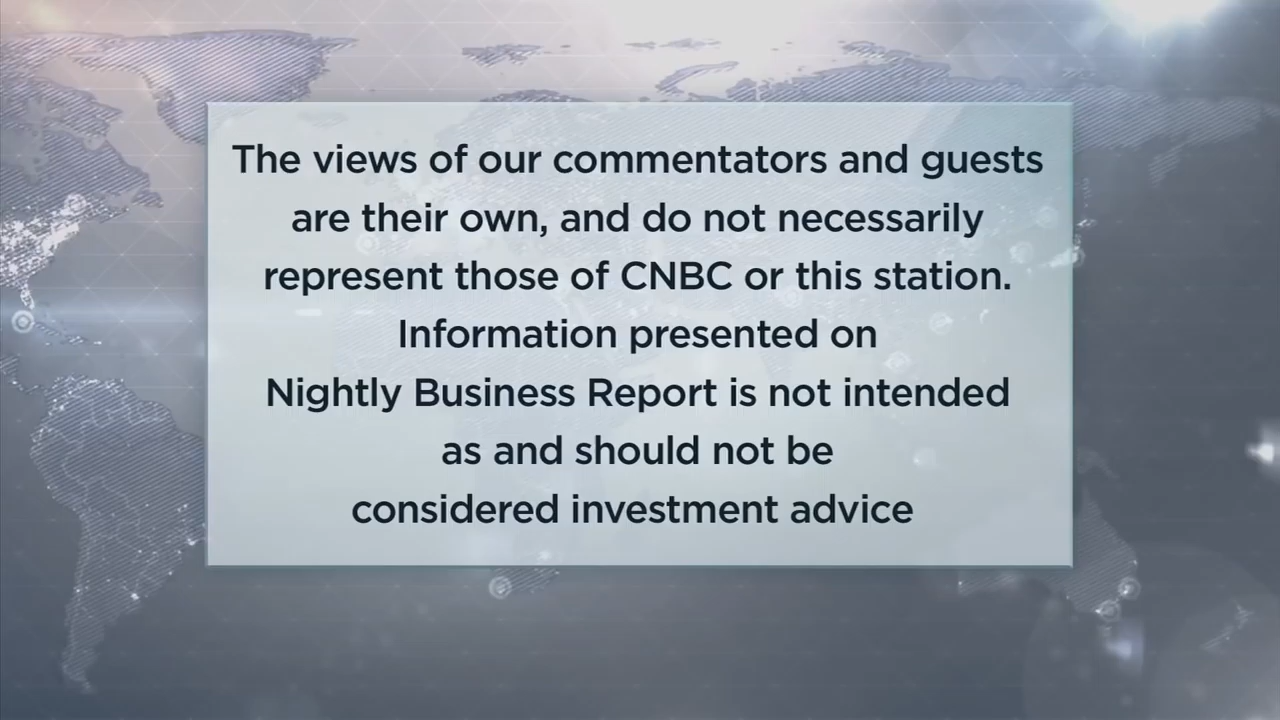 The views of our commentators and guests
are their own, and do not necessarily
represent those of CNBC or this station.
Information presented on
Nightly Business Report is not intended
as and should not be
considered investment advice